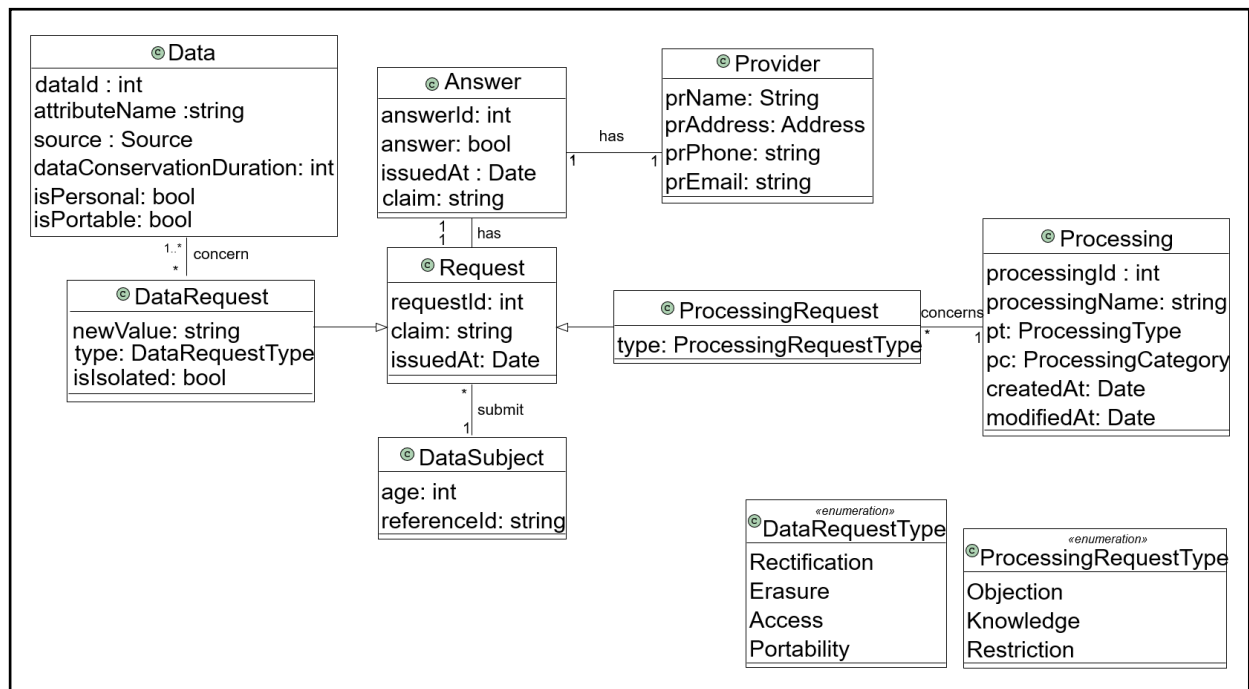 Data
dataId : int
attributeName :string
source : Source
dataConservationDuration: int
isPersonal: bool
isPortable: bool
Answer
answerId: int
answer: bool
issuedAt : Date
claim: string
has
1
1
Provider
prName: String
prAddress: Address
prPhone: string
prEmail: string
1..*
concern
*
1
1
has
DataRequest
newValue: string
type: DataRequestType
isIsolated: bool
Request
requestId: int
claim: string
issuedAt: Date
ProcessingRequest
type: ProcessingRequestType
concerns
*
1
Processing
processingId : int
processingName: string
pt: ProcessingType
pc: ProcessingCategory
createdAt: Date
modifiedAt: Date
*
submit
1
DataSubject
age: int
referenceId: string
«enumeration»
DataRequestType
Rectification
Erasure
Access
Portability
«enumeration»
ProcessingRequestType
Objection
Knowledge
Restriction